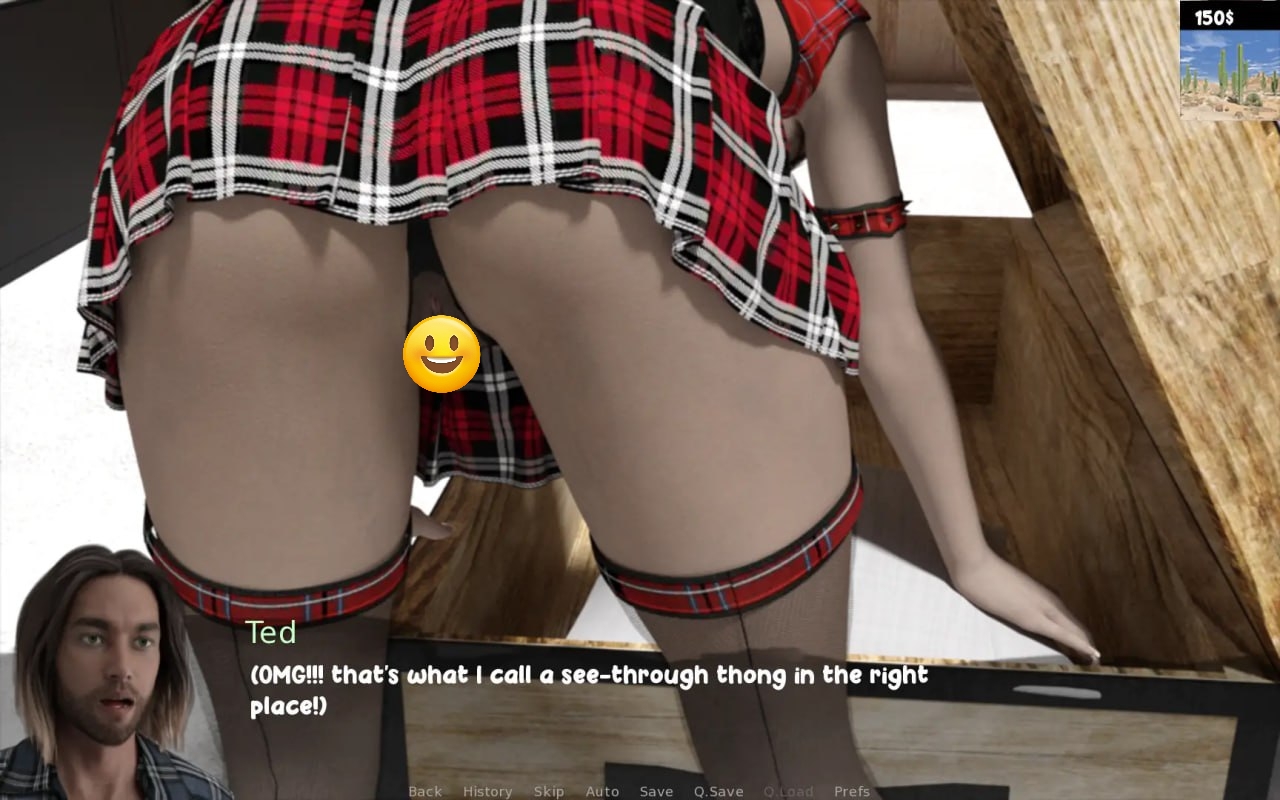 150$
Ted
(OMG!!! that's what I call a see-through thong in the right
place!)
Back History Skip Auto Save Q.Save Q.Load Prefs